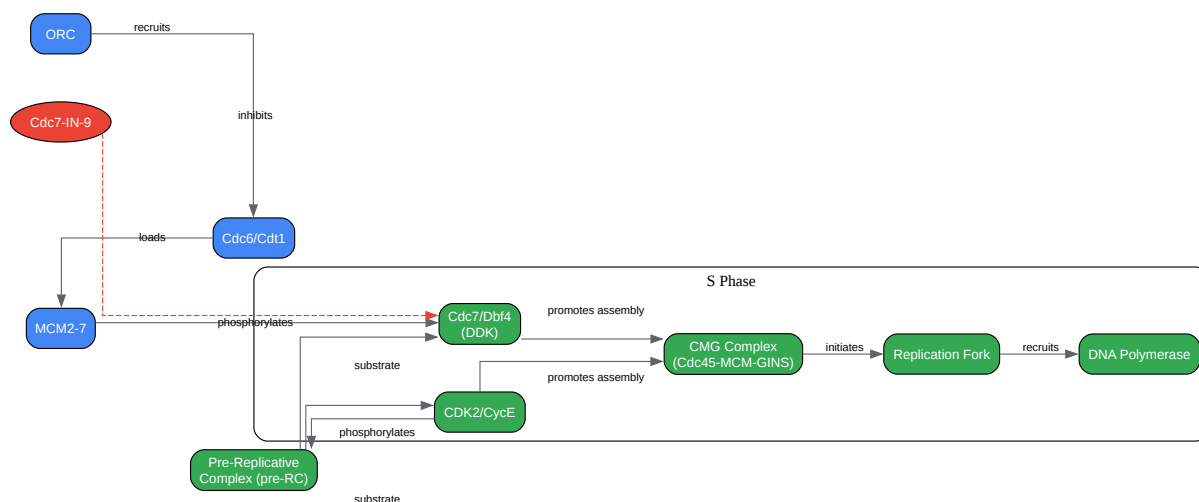 ORC
recruits
Cdc7-IN-9
inhibits
Cdc6/Cdt1
loads
S Phase
MCM2-7
phosphorylates
Cdc7/Dbf4
(DDK)
promotes assembly
CMG Complex
(Cdc45-MCM-GINS)
initiates
Replication Fork
recruits
DNA Polymerase
substrate
promotes assembly
CDK2/CycE
phosphorylates
Pre-Replicative
Complex (pre-RC)
substrate